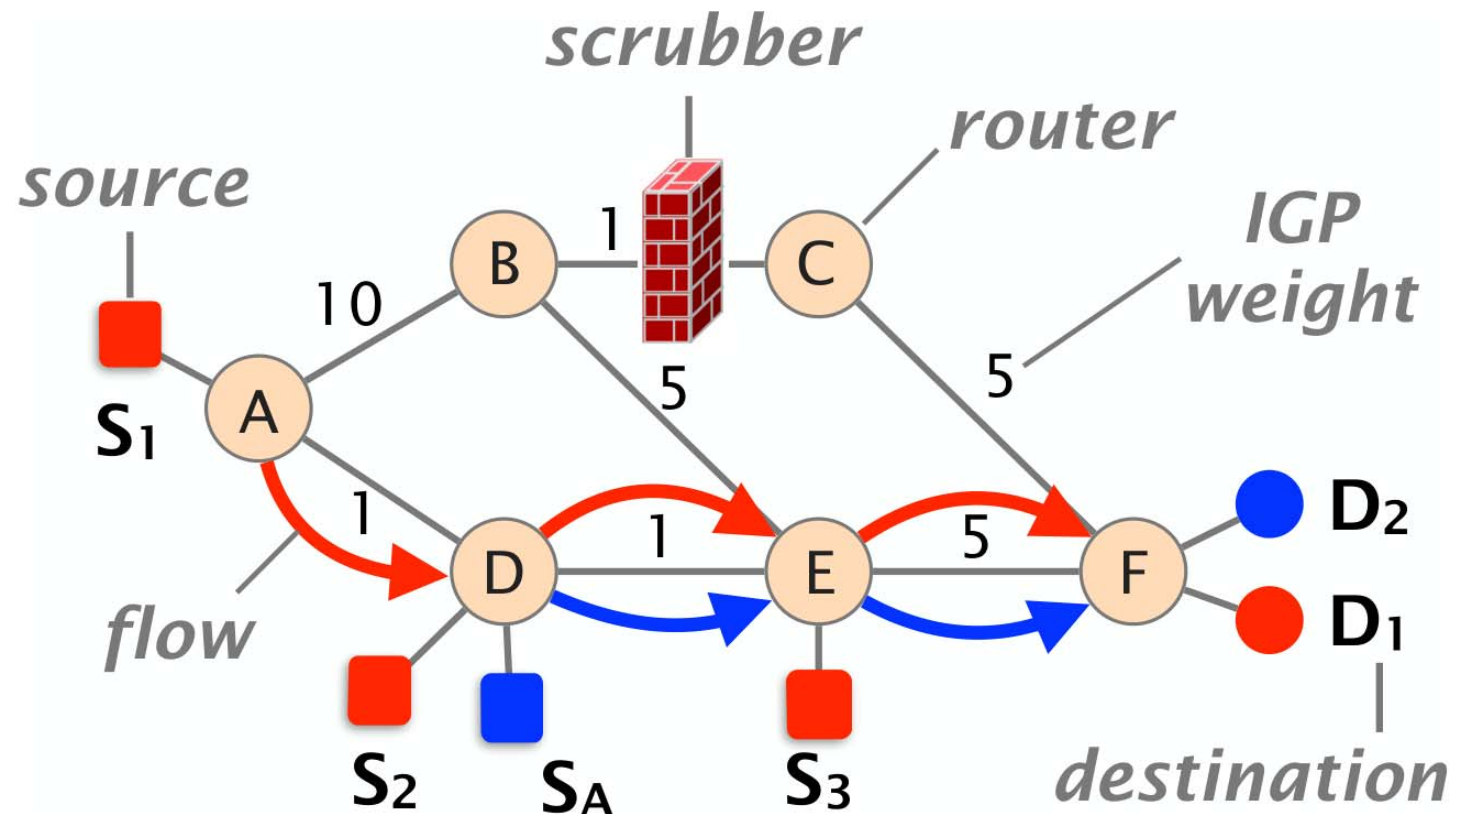 scrubber
router
source
IGP
weight
1
B
C
10
5
5
A
S1
1
D2
1
5
D
E
F
D1
flow
S2
SA
S3
destination